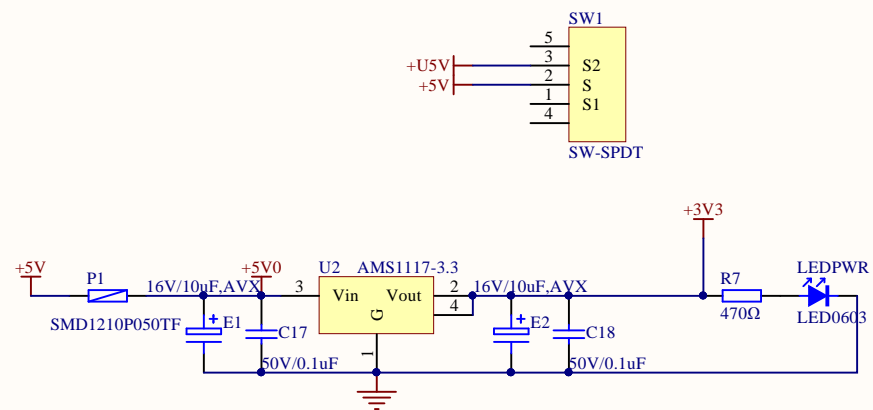 SW1
5
+U5V 3 S2
+5V 2 S
1 S1
4
SW-SPDT
+3V3
+5V P1 +5V0 U2 AMS1117-3.3 R7 LEDPWR
16V/10uF,AVX 3 Vin Vout 2 16V/10uF,AVX
4
SMD1210P050TF + E1 C17 G + E2 C18 470Ω LED0603
1
50V/0.1uF 50V/0.1uF